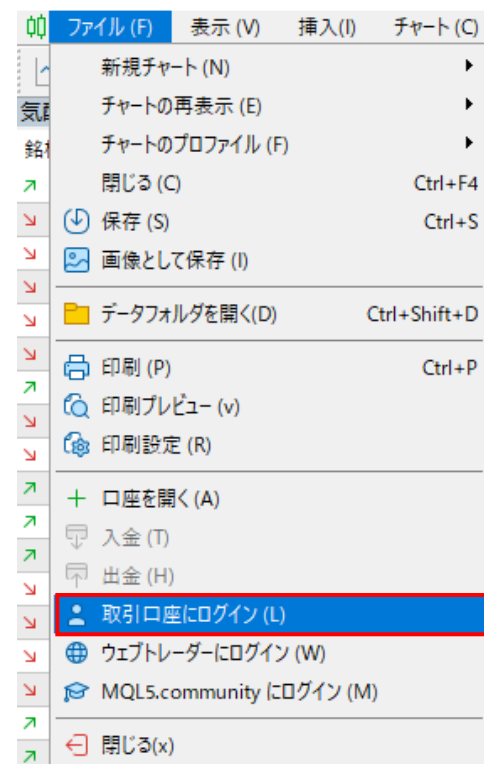 ファイル (F) 表示 (V) 挿入(I) チャート (C)
新規チャート (N)
気
チャートの再表示 (E)
チャートのプロファイル (F)
銘
閉じる (C) Ctrl+F4
保存 (S) Ctrl+S
画像として保存 (I)
データフォルダを開く(D) Ctrl+Shift+D
印刷 (P) Ctrl+P
印刷プレビュー (v)
印刷設定 (R)
口座を開く (A)
入金 (T)
出金 (H)
取引口座にログイン (L)
ウェブトレーダーにログイン (W)
MQL5.community にログイン (M)
閉じる(x)